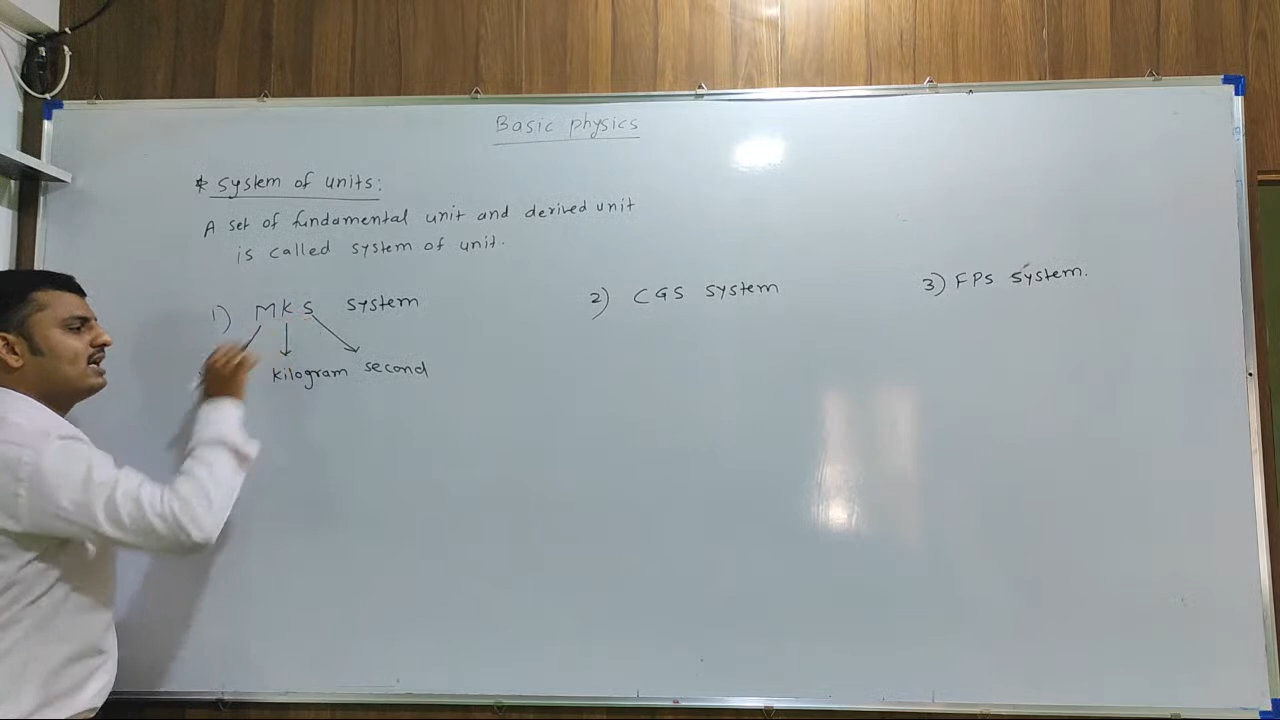 Basic physics
* System of units:
A set of fundamental unit and derived unit
is called system of unit.
1) MKS system
2) CGS system
3) FPS system.
kilogram second